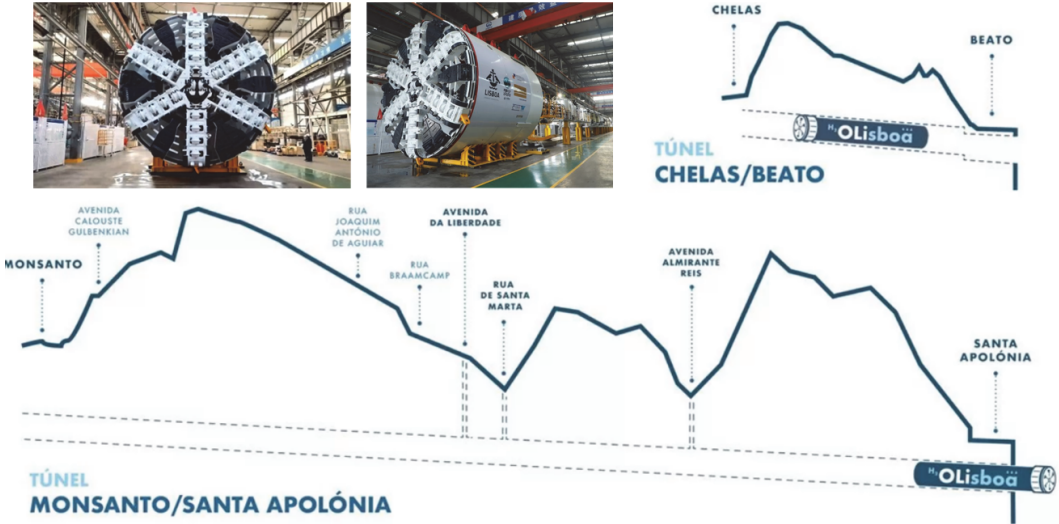 LISBOA
CHELAS
BEATO
H₂OLisboa
TÚNEL
CHELAS/BEATO
AVENIDA
CALOUSTE
GULBENKIAN
MONSANTO
RUA
JOAQUIM
ANTÓNIO
DE AGUIAR
RUA
BRAAMCAMP
AVENIDA
DA LIBERDADE
RUA
DE SANTA
MARTA
AVENIDA
ALMIRANTE
REIS
SANTA
APOLÓNIA
H₂OLisboa
TÚNEL
MONSANTO/SANTA APOLÓNIA